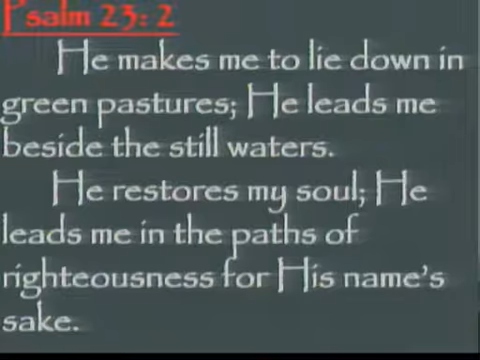 Psalm 23: 2
He makes me to lie down in
green pastures; He leads me
beside the still waters.
He restores my soul; He
leads me in the paths of
righteousness for His name's
sake.